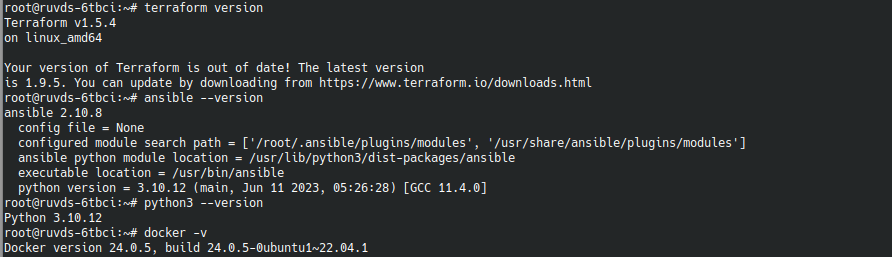 root@ruvds-6tbci:~# terraform version
Terraform v1.5.4
on linux_amd64

Your version of Terraform is out of date! The latest version
is 1.9.5. You can update by downloading from https://www.terraform.io/downloads.html
root@ruvds-6tbci:~# ansible --version
ansible 2.10.8
  config file = None
  configured module search path = ['/root/.ansible/plugins/modules', '/usr/share/ansible/plugins/modules']
  ansible python module location = /usr/lib/python3/dist-packages/ansible
  executable location = /usr/bin/ansible
  python version = 3.10.12 (main, Jun 11 2023, 05:26:28) [GCC 11.4.0]
root@ruvds-6tbci:~# python3 --version
Python 3.10.12
root@ruvds-6tbci:~# docker -v
Docker version 24.0.5, build 24.0.5-0ubuntu1~22.04.1